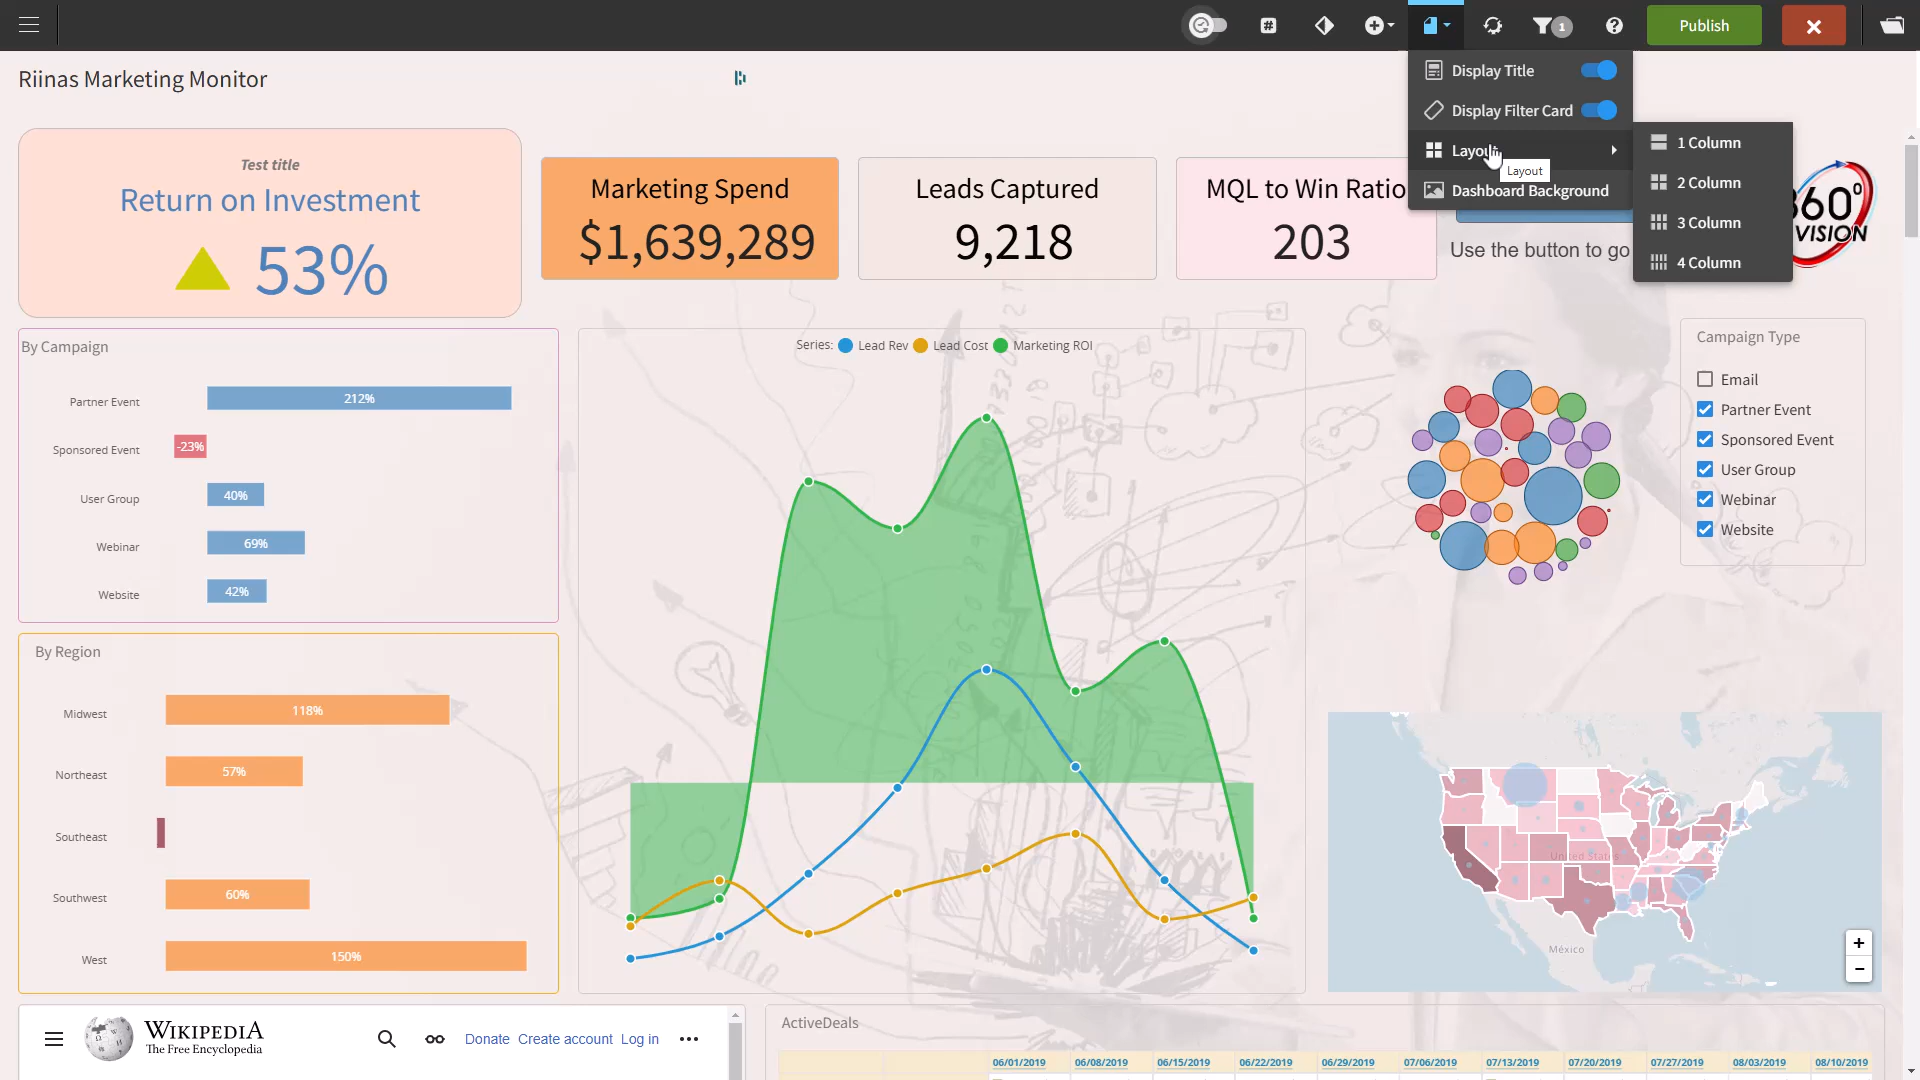 1
Publish
Riinas Marketing Monitor
Display Title
Display Filter Card
Layout
Layout
Dashboard Background
1 Column
2 Column
3 Column
4 Column
Test title
Return on Investment
53%
Marketing Spend
$1,639,289
Leads Captured
9,218
MQL to Win Ratio
203
Use the button to go
60°
VISION
By Campaign
Partner Event
212%
Sponsored Event
-23%
User Group
40%
Webinar
69%
Website
42%
Series: Lead Rev Lead Cost Marketing ROI
Campaign Type
Email
Partner Event
Sponsored Event
User Group
Webinar
Website
By Region
Midwest
118%
Northeast
57%
Southeast
Southwest
60%
West
150%
United States
México
+
−
WIKIPEDIA
The Free Encyclopedia
Donate Create account Log in
ActiveDeals
06/01/2019 06/08/2019 06/15/2019 06/22/2019 06/29/2019 07/06/2019 07/13/2019 07/20/2019 07/27/2019 08/03/2019 08/10/2019